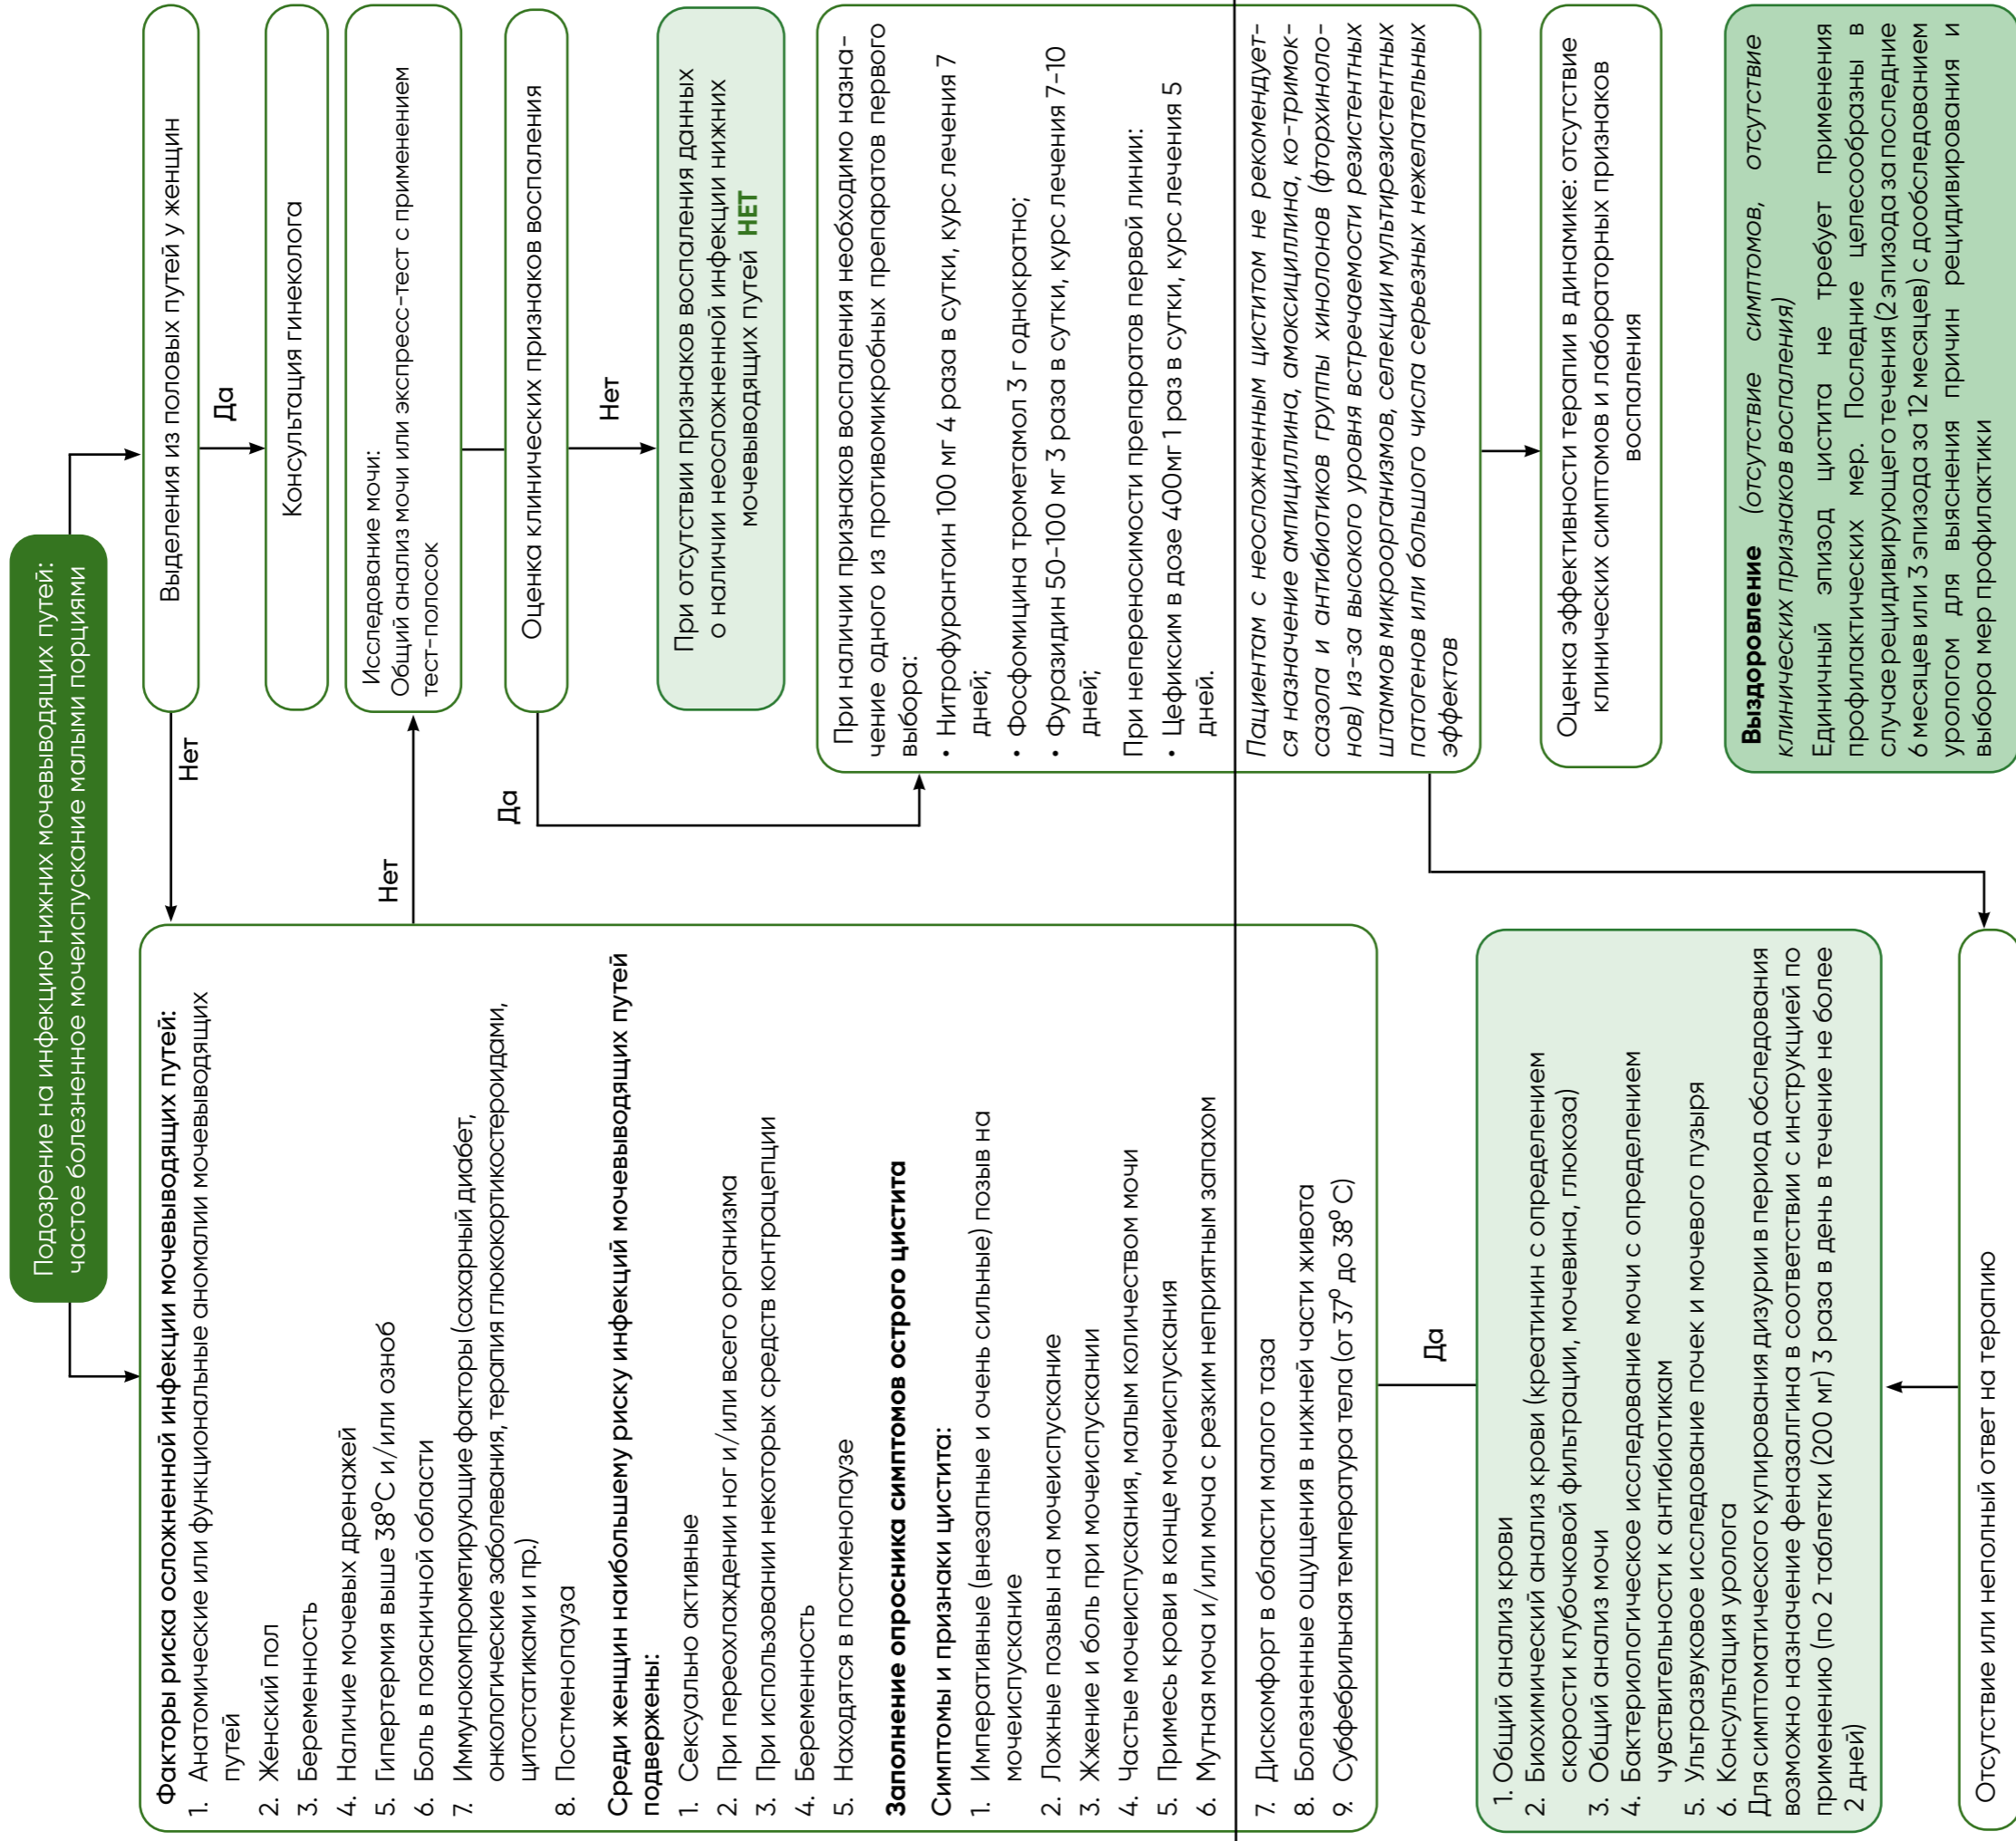 Подозрение на инфекцию нижних мочевыводящих путей:
частое болезненное мочеиспускание малыми порциями
Факторы риска осложненной инфекции мочевыводящих путей:
1. Анатомические или функциональные аномалии мочевыводящих
путей
2. Женский пол
3. Беременность
4. Наличие мочевых дренажей
5. Гипертермия выше 38⁰С и/или озноб
6. Боль в поясничной области
7. Иммунокомпрометирующие факторы (сахарный диабет,
онкологические заболевания, терапия глюкокортикостероидами,
цитостатиками и пр.)
8. Постменопауза
Среди женщин наибольшему риску инфекций мочевыводящих путей
подвержены:
1. Сексуально активные
2. При переохлаждении ног и/или всего организма
3. При использовании некоторых средств контрацепции
4. Беременность
5. Находятся в постменопаузе
Заполнение опросника симптомов острого цистита
Симптомы и признаки цистита:
1. Императивные (внезапные и очень сильные) позыв на
мочеиспускание
2. Ложные позывы на мочеиспускание
3. Жжение и боль при мочеиспускании
4. Частые мочеиспускания, малым количеством мочи
5. Примесь крови в конце мочеиспускания
6. Мутная моча и/или моча с резким неприятным запахом
7. Дискомфорт в области малого таза
8. Болезненные ощущения в нижней части живота
9. Субфебрильная температура тела (от 37⁰ до 38⁰ С)
Да
1. Общий анализ крови
2. Биохимический анализ крови (креатинин с определением
скорости клубочковой фильтрации, мочевина, глюкоза)
3. Общий анализ мочи
4. Бактериологическое исследование мочи с определением
чувствительности к антибиотикам
5. Ультразвуковое исследование почек и мочевого пузыря
6. Консультация уролога
Для симптоматического купирования дизурии в период обследования
возможно назначение феназалгина в соответствии с инструкцией по
применению (по 2 таблетки (200 мг) 3 раза в день в течение не более
2 дней)
Отсутствие или неполный ответ на терапию
Нет
Нет
Да
Выделения из половых путей у женщин
Да
Консультация гинеколога
Исследование мочи:
Общий анализ мочи или экспресс-тест с применением
тест-полосок
Оценка клинических признаков воспаления
Нет
При отсутствии признаков воспаления данных
о наличии неосложненной инфекции нижних
мочевыводящих путей НЕТ
При наличии признаков воспаления необходимо назна-
чение одного из противомикробных препаратов первого
выбора:
• Нитрофурантоин 100 мг 4 раза в сутки, курс лечения 7
дней;
• Фосфомицина трометамол 3 г однократно;
• Фуразидин 50-100 мг 3 раза в сутки, курс лечения 7-10
дней;
При непереносимости препаратов первой линии:
• Цефиксим в дозе 400мг 1 раз в сутки, курс лечения 5
дней.
Пациентам с неосложненным циститом не рекомендует-
ся назначение ампициллина, амоксициллина, ко-тримок-
сазола и антибиотиков группы хинолонов (фторхиноло-
нов) из-за высокого уровня встречаемости резистентных
штаммов микроорганизмов, селекции мультирезистентных
патогенов или большого числа серьезных нежелательных
эффектов
Оценка эффективности терапии в динамике: отсутствие
клинических симптомов и лабораторных признаков
воспаления
Выздоровление (отсутствие симптомов, отсутствие
клинических признаков воспаления)
Единичный эпизод цистита не требует применения
профилактических мер. Последние целесообразны в
случае рецидивирующего течения (2 эпизода за последние
6 месяцев или 3 эпизода за 12 месяцев) с дообследованием
урологом для выяснения причин рецидивирования и
выбора мер профилактики